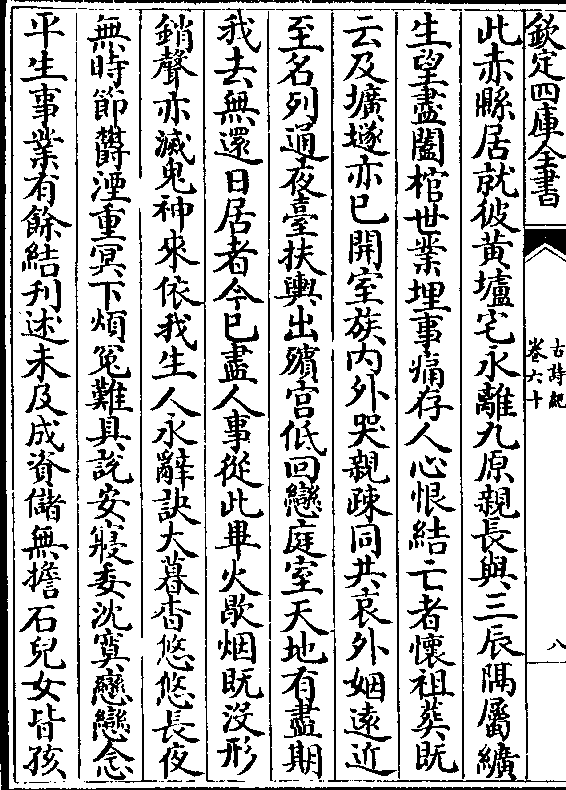 欽定四庫全書
古詩紀
卷六十
八
此赤縣居就彼黃壚宅永離九原親長與三辰隔屬纊
生望盡闔棺世業埋事痛存人心恨結亡者懷祖葬既
云及壙墜亦已開室族内外哭親疎同共哀外姻遠近
至名列通夜臺扶輿出殯宫低回戀庭室天地有盡期
我去無還日居者今已盡人事從此畢火歇烟既没形
銷聲亦滅鬼神來依我生人永辭訣大暮杳悠悠長夜
無時節鬱湮重冥下煩寃難具說安寢委沈寞戀戀念
平生事業有餘結刋述未及成資儲無擔石兒女皆孩